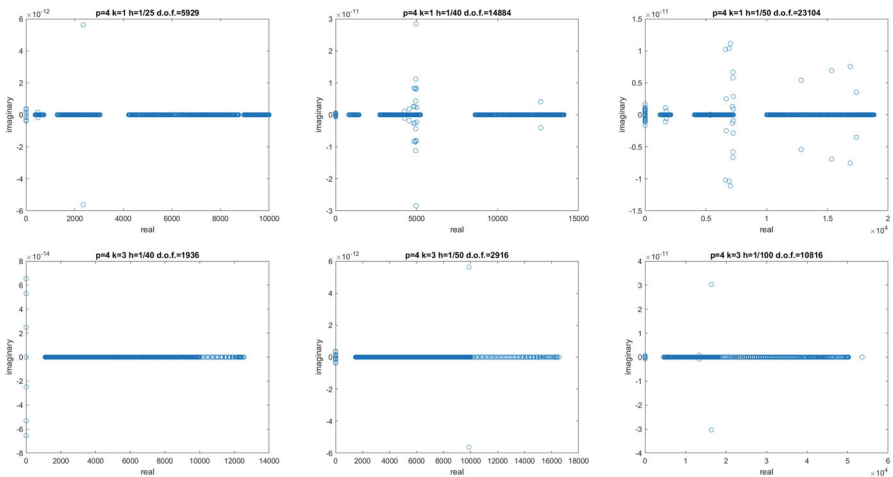 p=4 k=1 h=1/25 d.o.f.=5929
×10^-12
6
4
2
0
-2
-4
-6
imaginary
0 2000 4000 6000 8000 10000
real
p=4 k=1 h=1/40 d.o.f.=14884
×10^-11
3
2
1
0
-1
-2
-3
imaginary
0 5000 10000 15000
real
p=4 k=1 h=1/50 d.o.f.=23104
×10^-11
1.5
1
0.5
0
-0.5
-1
-1.5
imaginary
0 0.5 1 1.5 2
real
×10^4
p=4 k=3 h=1/40 d.o.f.=1936
×10^-14
8
6
4
2
0
-2
-4
-6
-8
imaginary
0 2000 4000 6000 8000 10000 12000 14000
real
p=4 k=3 h=1/50 d.o.f.=2916
×10^-12
6
4
2
0
-2
-4
-6
imaginary
0 2000 4000 6000 8000 10000 12000 14000 16000 18000
real
p=4 k=3 h=1/100 d.o.f.=10816
×10^-11
4
3
2
1
0
-1
-2
-3
-4
imaginary
0 1 2 3 4 5 6
real
×10^4